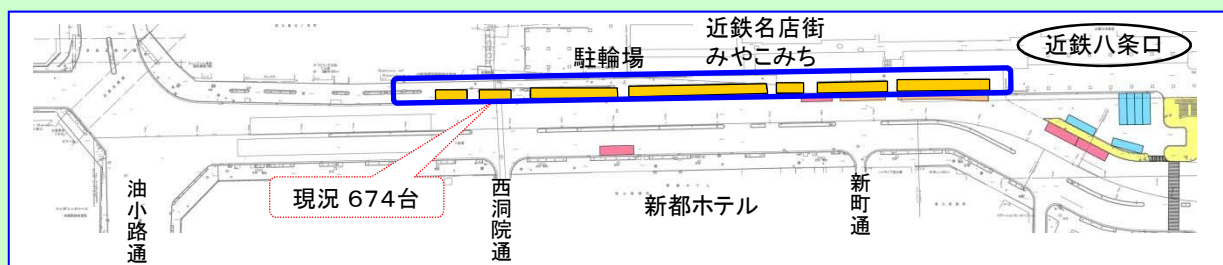 近鉄名店街
みやこみち
駐輪場
近鉄八条口
現況 674台
油小路通
西洞院通
新都ホテル
新町通